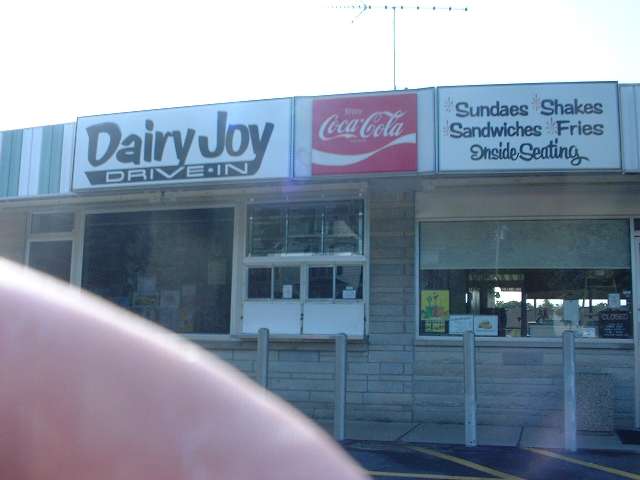 Dairy Joy
DRIVE-IN
Enjoy
Coca-Cola
Sundaes Shakes
Sandwiches Fries
Inside Seating
CLOSED